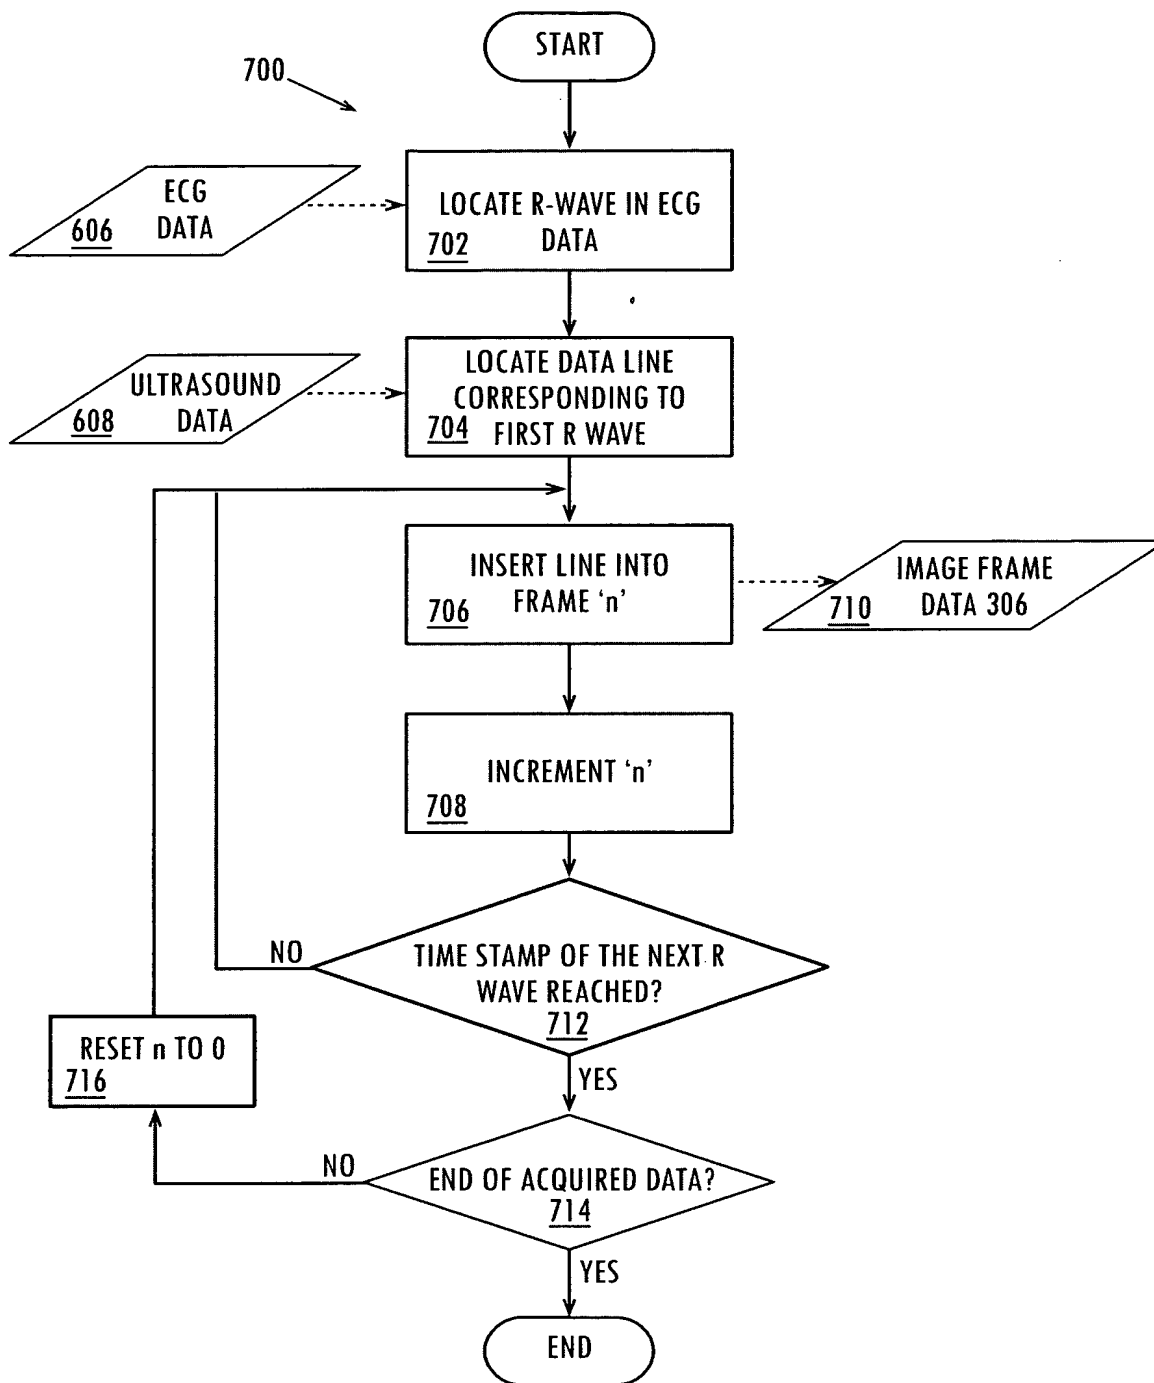 START
700
ECG
DATA
606
LOCATE R-WAVE IN ECG
DATA
702
ULTRASOUND
DATA
608
LOCATE DATA LINE
CORRESPONDING TO
FIRST R WAVE
704
INSERT LINE INTO
FRAME ‘n’
706
IMAGE FRAME
DATA 306
710
INCREMENT ‘n’
708
NO
TIME STAMP OF THE NEXT R
WAVE REACHED?
712
RESET n TO 0
716
YES
NO
END OF ACQUIRED DATA?
714
YES
END